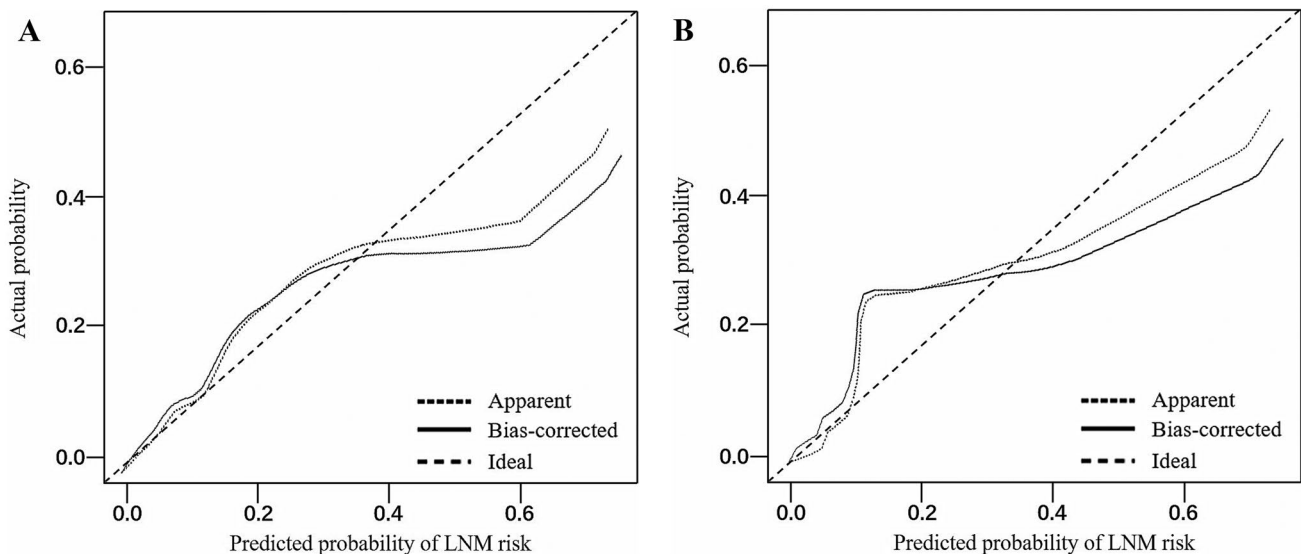 A
Actual probability
0.6
0.4
0.2
0.0
Apparent
Bias-corrected
Ideal
0.0 0.2 0.4 0.6
Predicted probability of LNM risk
B
Actual probability
0.6
0.4
0.2
0.0
Apparent
Bias-corrected
Ideal
0.0 0.2 0.4 0.6
Predicted probability of LNM risk